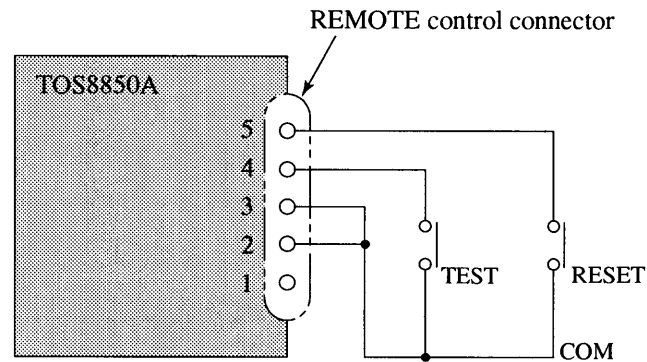 REMOTE control connector
TOS8850A
5
4
3
2
1
TEST
RESET
COM